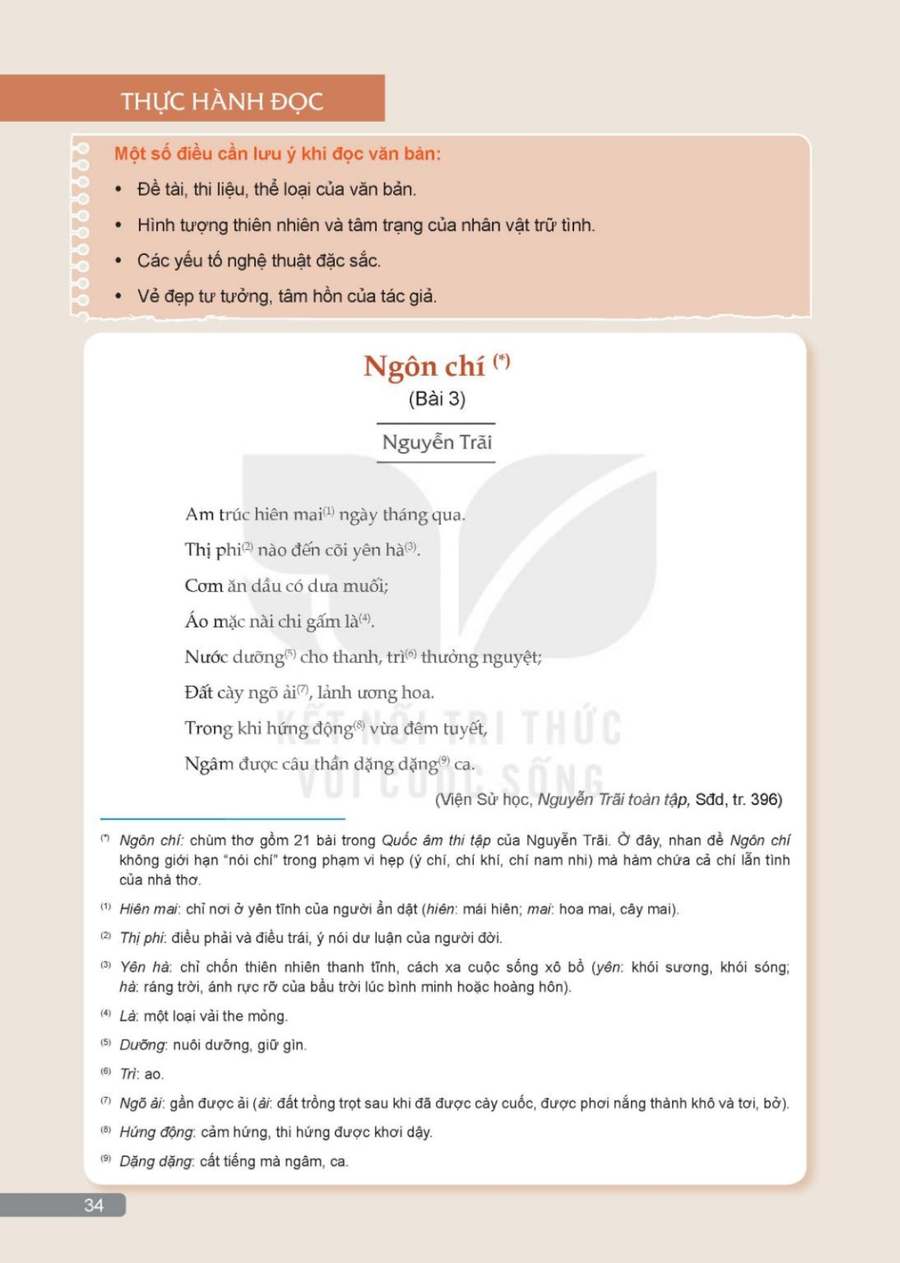 THỰC HÀNH ĐỌC
Một số điều cần lưu ý khi đọc văn bản:
• Đề tài, thi liệu, thể loại của văn bản.
• Hình tượng thiên nhiên và tâm trạng của nhân vật trữ tình.
• Các yếu tố nghệ thuật đặc sắc.
• Vẻ đẹp tư tưởng, tâm hồn của tác giả.
Ngôn chí (*)
(Bài 3)
Nguyễn Trãi
Am trúc hiên mai(1) ngày tháng qua.
Thị phi(2) nào đến cõi yên hà(3).
Cơm ăn dầu có dưa muối;
Áo mặc nài chi gấm là(4).
Nước dưỡng(5) cho thanh, trì(6) thưởng nguyệt;
Đất cày ngõ ải(7), lảnh ương hoa.
Trong khi hứng động(8) vừa đêm tuyết,
Ngâm được câu thần dặng dặng(9) ca.
KẾT NỐI TRI THỨC
VỚI CUỘC SỐNG
(Viện Sử học, Nguyễn Trãi toàn tập, Sđd, tr. 396)
(*) Ngôn chí: chùm thơ gồm 21 bài trong Quốc âm thi tập của Nguyễn Trãi. Ở đây, nhan đề Ngôn chí
không giới hạn “nói chí” trong phạm vi hẹp (ý chí, chí khí, chí nam nhi) mà hàm chứa cả chí lẫn tình
của nhà thơ.
(1) Hiên mai: chỉ nơi ở yên tĩnh của người ẩn dật (hiên: mái hiên; mai: hoa mai, cây mai).
(2) Thị phi: điều phải và điều trái, ý nói dư luận của người đời.
(3) Yên hà: chỉ chốn thiên nhiên thanh tĩnh, cách xa cuộc sống xô bồ (yên: khói sương, khói sóng;
hà: ráng trời, ánh rực rỡ của bầu trời lúc bình minh hoặc hoàng hôn).
(4) Là: một loại vải the mỏng.
(5) Dưỡng: nuôi dưỡng, giữ gìn.
(6) Trì: ao.
(7) Ngõ ải: gần được ải (ải: đất trồng trọt sau khi đã được cày cuốc, được phơi nắng thành khô và tơi, bở).
(8) Hứng động: cảm hứng, thi hứng được khơi dậy.
(9) Dặng dặng: cất tiếng mà ngâm, ca.
34